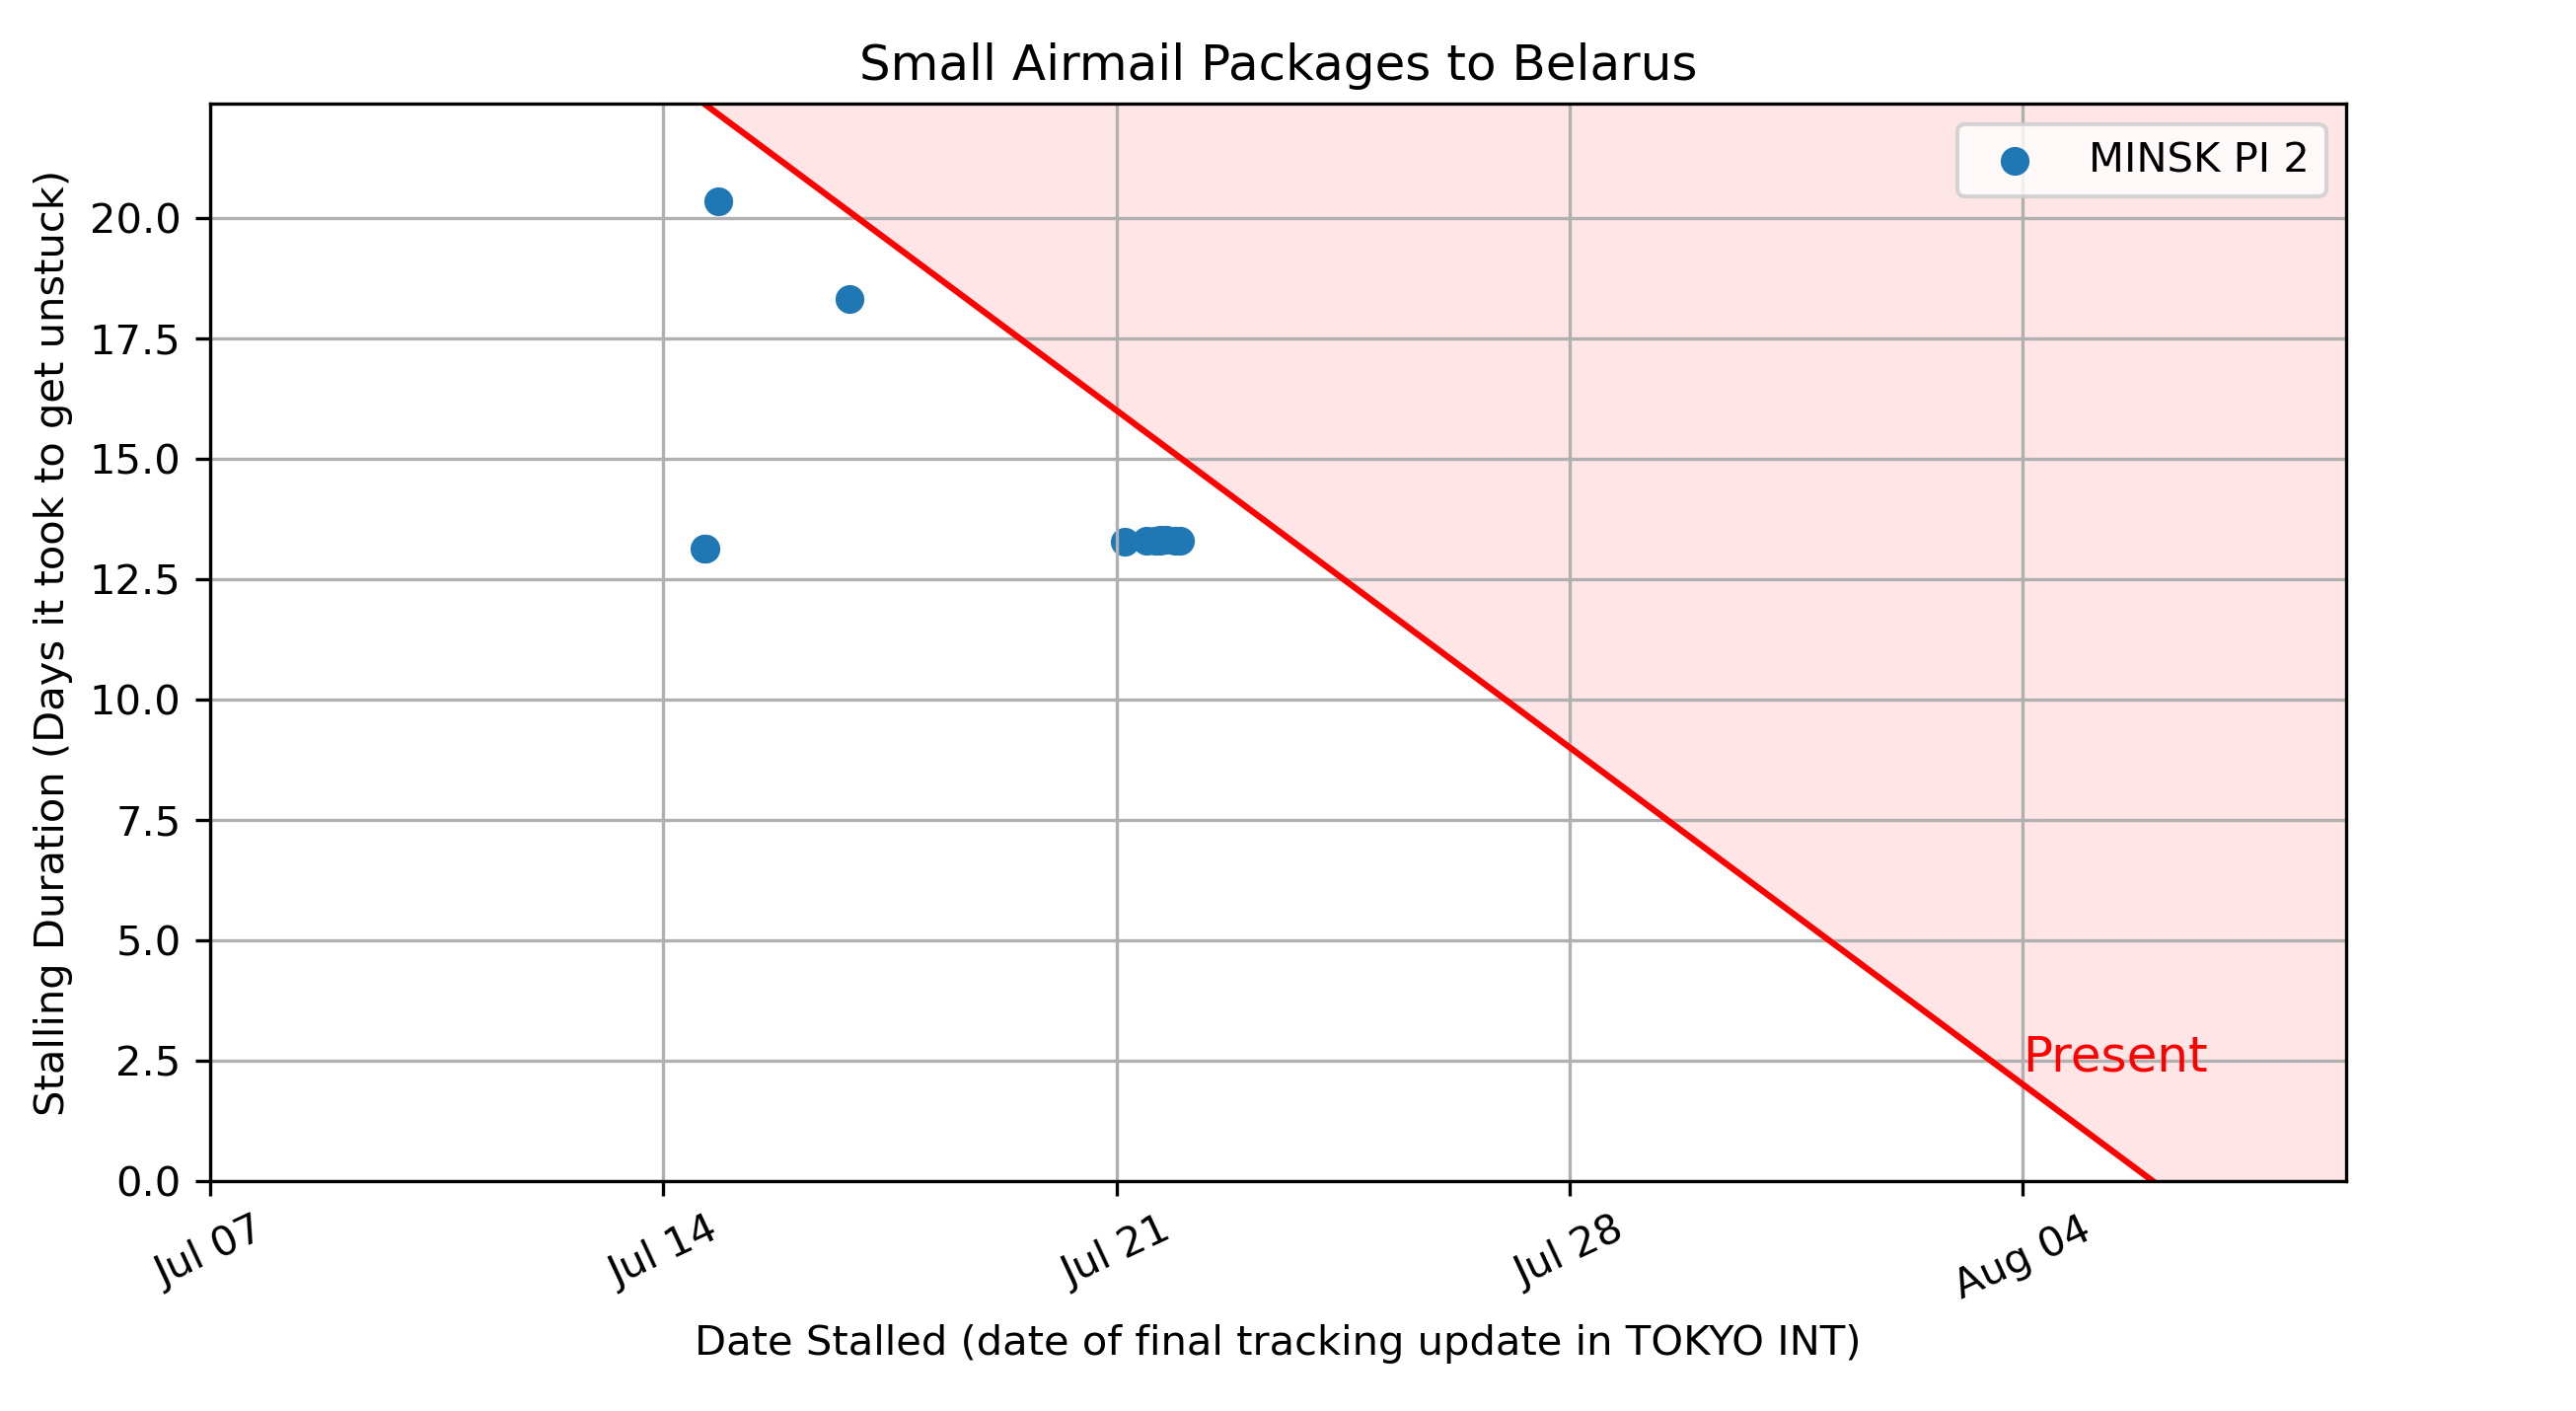 Small Airmail Packages to Belarus
MINSK PI 2
Stalling Duration (Days it took to get unstuck)
20.0
17.5
15.0
12.5
10.0
7.5
5.0
2.5
0.0
Present
Jul 07
Jul 14
Jul 21
Jul 28
Aug 04
Date Stalled (date of final tracking update in TOKYO INT)